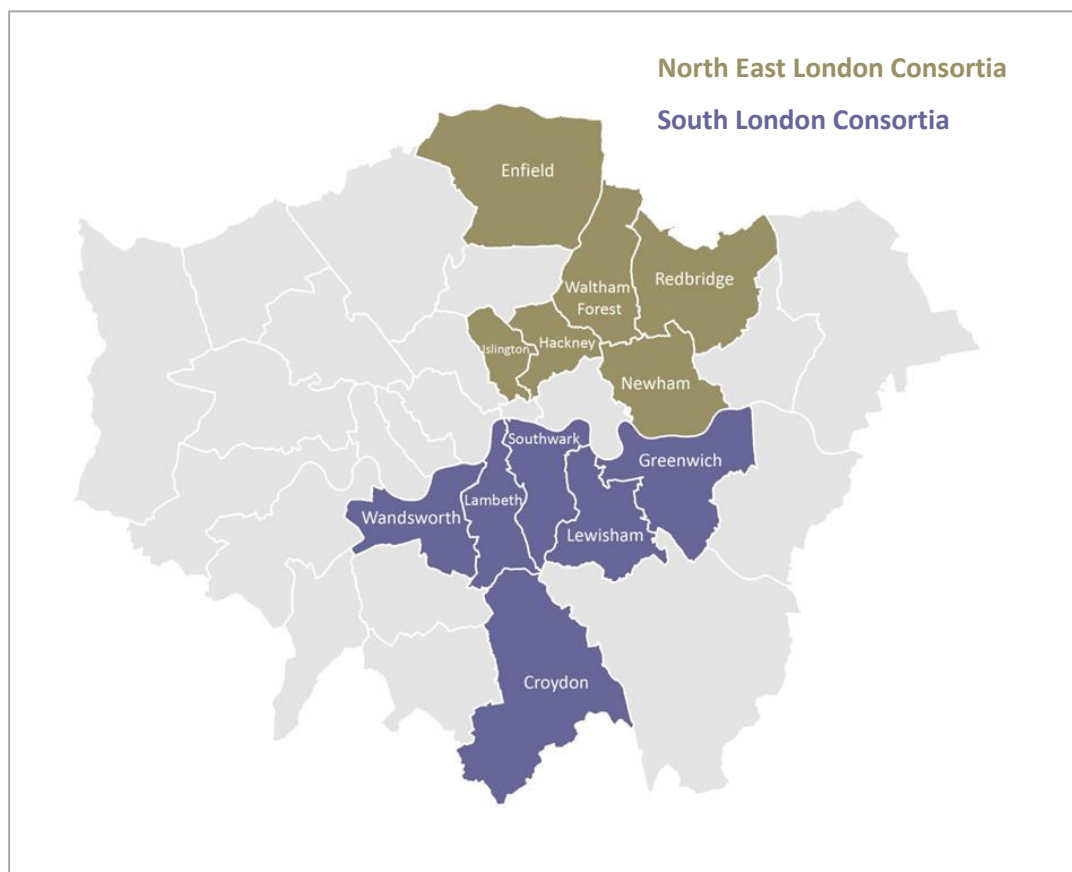 North East London Consortia
South London Consortia
Enfield
Waltham
Forest
Redbridge
Islington
Hackney
Newham
Southwark
Greenwich
Lambeth
Wandsworth
Lewisham
Croydon